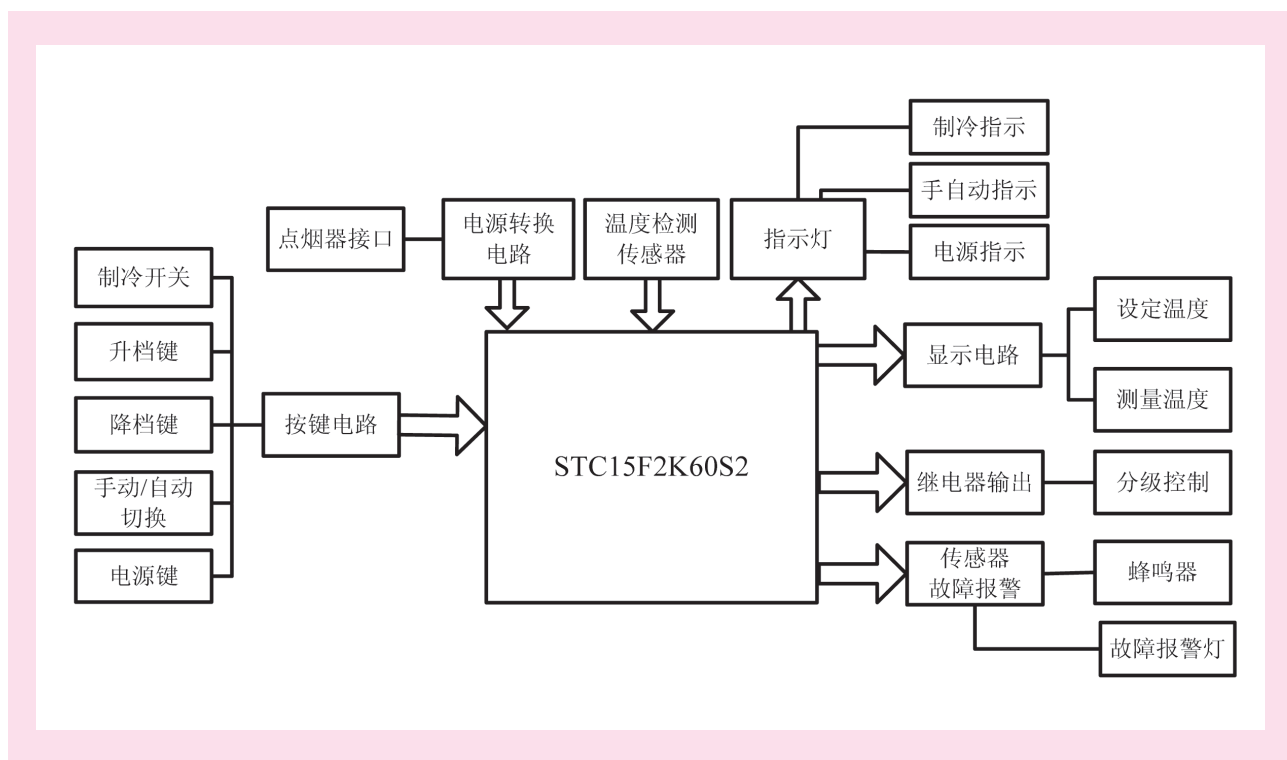 制冷指示
手自动指示
电源指示
点烟器接口
电源转换
电路
温度检测
传感器
指示灯
制冷开关
升档键
降档键
手动/自动
切换
电源键
按键电路
STC15F2K60S2
显示电路
设定温度
测量温度
继电器输出
分级控制
传感器
故障报警
蜂鸣器
故障报警灯